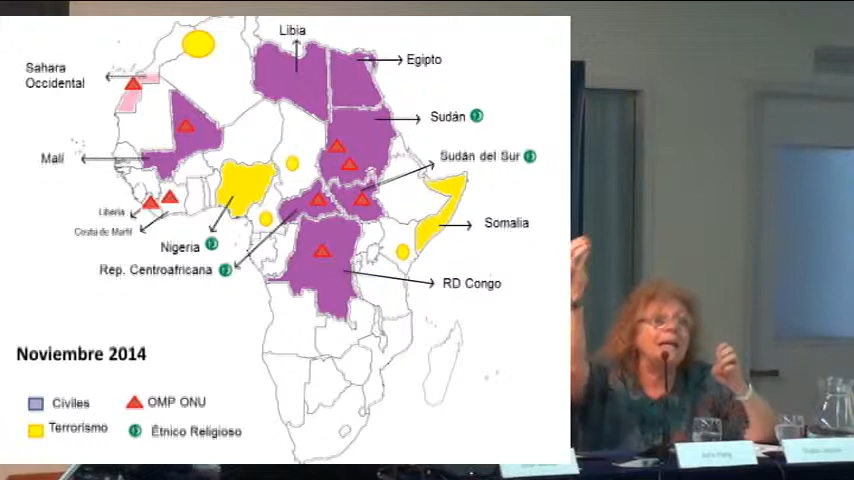 Libia
Egipto
Sahara
Occidental
Sudán
Malí
Sudán del Sur
Liberia
Costa de Marfil
Somalia
Nigeria
Rep. Centroafricana
RD Congo
Noviembre 2014
Civiles
OMP ONU
Terrorismo
Étnico Religioso